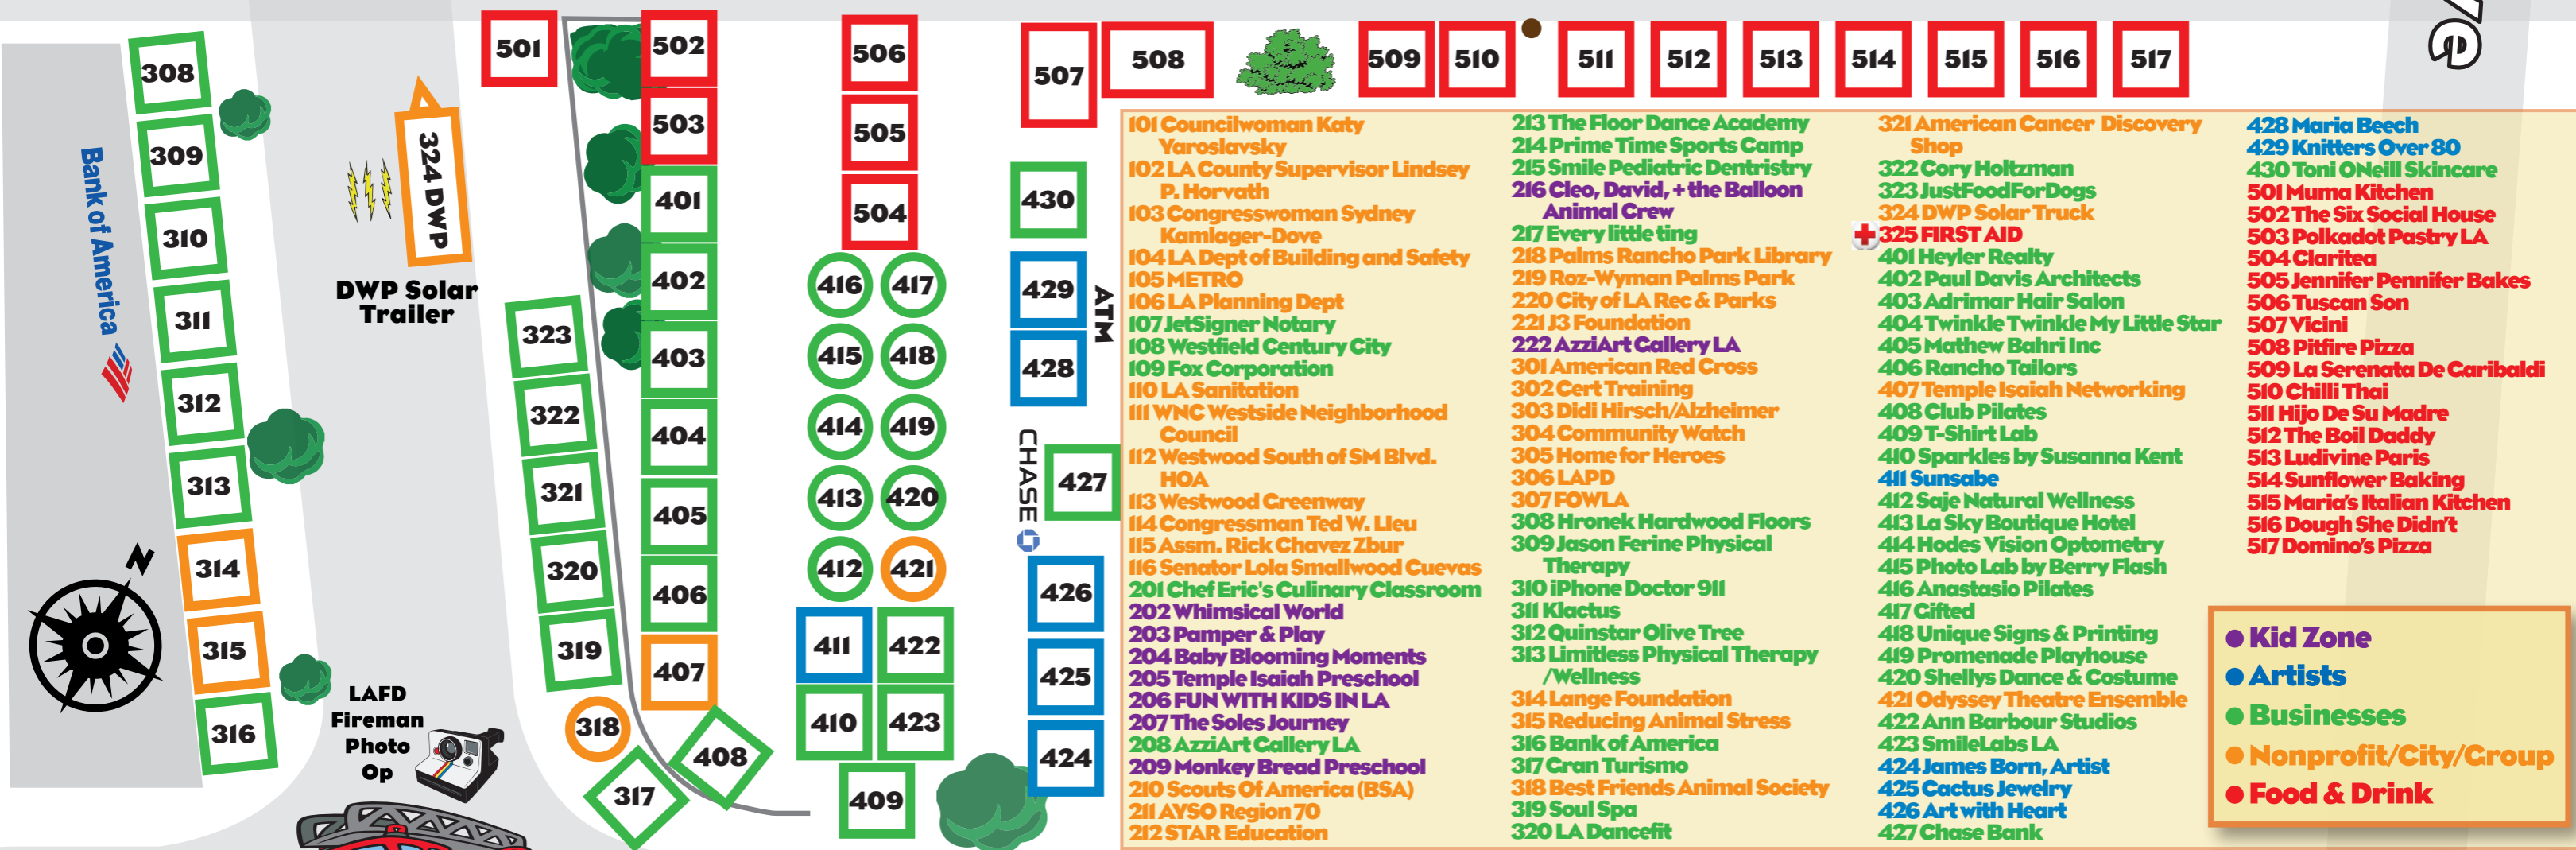 ve
501
502
503
506
505
504
507
508
509
510
511
512
513
514
515
516
517
308
309
310
311
312
313
314
315
316
Bank of America
324 DWP
DWP Solar
Trailer
323
322
321
320
319
318
317
401
402
403
404
405
406
407
408
416
417
415
418
414
419
413
420
412
421
411
422
410
423
409
430
429
428
ATM
CHASE
427
426
425
424
N
LAFD
Fireman
Photo
Op
101 Councilwoman Katy
Yaroslavsky
102 LA County Supervisor Lindsey
P. Horvath
103 Congresswoman Sydney
Kamlager-Dove
104 LA Dept of Building and Safety
105 METRO
106 LA Planning Dept
107 JetSigner Notary
108 Westfield Century City
109 Fox Corporation
110 LA Sanitation
111 WNC Westside Neighborhood
Council
112 Westwood South of SM Blvd.
HOA
113 Westwood Greenway
114 Congressman Ted W. Lieu
115 Assm. Rick Chavez Zbur
116 Senator Lola Smallwood Cuevas
201 Chef Eric's Culinary Classroom
202 Whimsical World
203 Pamper & Play
204 Baby Blooming Moments
205 Temple Isaiah Preschool
206 FUN WITH KIDS IN LA
207 The Soles Journey
208 AzziArt Gallery LA
209 Monkey Bread Preschool
210 Scouts Of America (BSA)
211 AYSO Region 70
212 STAR Education
213 The Floor Dance Academy
214 Prime Time Sports Camp
215 Smile Pediatric Dentristry
216 Cleo, David, + the Balloon
Animal Crew
217 Every little ting
218 Palms Rancho Park Library
219 Roz-Wyman Palms Park
220 City of LA Rec & Parks
221 J3 Foundation
222 AzziArt Gallery LA
301 American Red Cross
302 Cert Training
303 Didi Hirsch/Alzheimer
304 Community Watch
305 Home for Heroes
306 LAPD
307 FOWLA
308 Hronek Hardwood Floors
309 Jason Ferine Physical
Therapy
310 iPhone Doctor 911
311 Klactus
312 Quinstar Olive Tree
313 Limitless Physical Therapy
/Wellness
314 Lange Foundation
315 Reducing Animal Stress
316 Bank of America
317 Gran Turismo
318 Best Friends Animal Society
319 Soul Spa
320 LA Dancefit
321 American Cancer Discovery
Shop
322 Cory Holtzman
323 JustFoodForDogs
324 DWP Solar Truck
325 FIRST AID
401 Heyler Realty
402 Paul Davis Architects
403 Adrimar Hair Salon
404 Twinkle Twinkle My Little Star
405 Mathew Bahri Inc
406 Rancho Tailors
407 Temple Isaiah Networking
408 Club Pilates
409 T-Shirt Lab
410 Sparkles by Susanna Kent
411 Sunsabe
412 Saje Natural Wellness
413 La Sky Boutique Hotel
414 Hodes Vision Optometry
415 Photo Lab by Berry Flash
416 Anastasio Pilates
417 Gifted
418 Unique Signs & Printing
419 Promenade Playhouse
420 Shellys Dance & Costume
421 Odyssey Theatre Ensemble
422 Ann Barbour Studios
423 SmileLabs LA
424 James Born, Artist
425 Cactus Jewelry
426 Art with Heart
427 Chase Bank
428 Maria Beech
429 Knitters Over 80
430 Toni ONeill Skincare
501 Muma Kitchen
502 The Six Social House
503 Polkadot Pastry LA
504 Claritea
505 Jennifer Pennifer Bakes
506 Tuscan Son
507 Vicini
508 Pitfire Pizza
509 La Serenata De Garibaldi
510 Chilli Thai
511 Hijo De Su Madre
512 The Boil Daddy
513 Ludivine Paris
514 Sunflower Baking
515 Maria's Italian Kitchen
516 Dough She Didn't
517 Domino's Pizza
Kid Zone
Artists
Businesses
Nonprofit/City/Group
Food & Drink